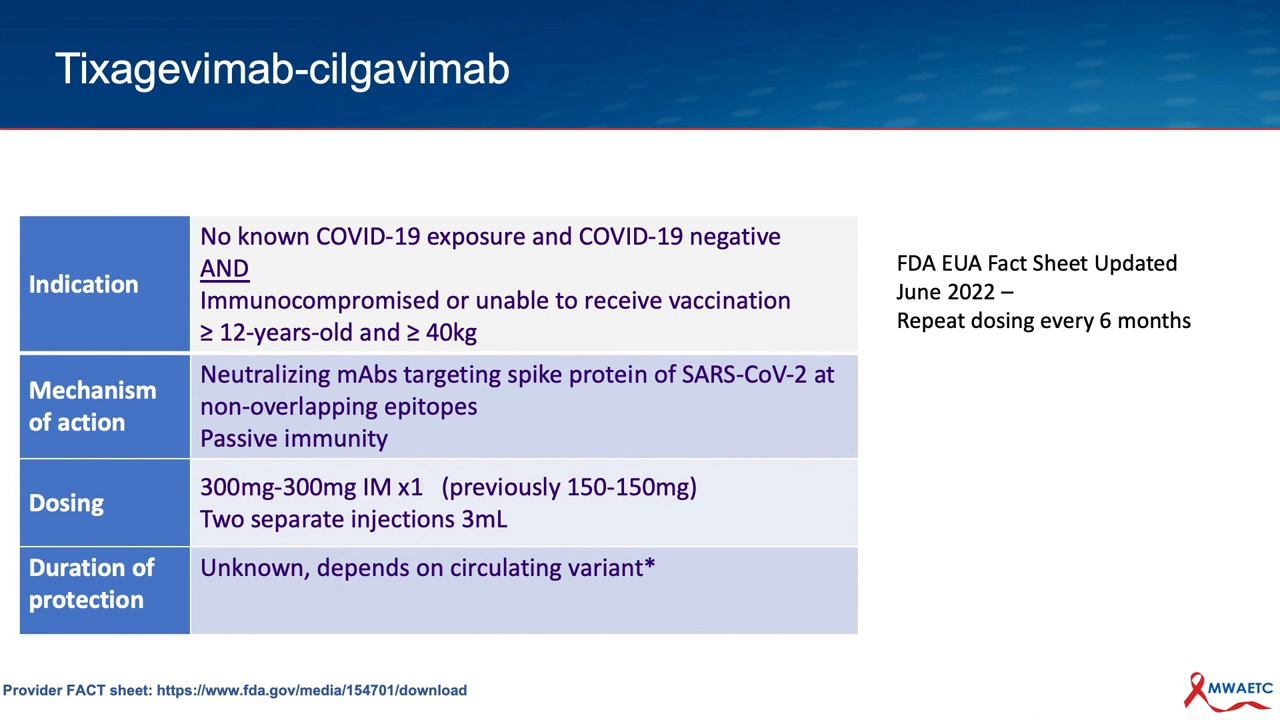 Tixagevimab-cilgavimab
Indication
No known COVID-19 exposure and COVID-19 negative
AND
Immunocompromised or unable to receive vaccination
≥ 12-years-old and ≥ 40kg
Mechanism
of action
Neutralizing mAbs targeting spike protein of SARS-CoV-2 at
non-overlapping epitopes
Passive immunity
Dosing
300mg-300mg IM x1 (previously 150-150mg)
Two separate injections 3mL
Duration of
protection
Unknown, depends on circulating variant*
FDA EUA Fact Sheet Updated
June 2022 –
Repeat dosing every 6 months
Provider FACT sheet: https://www.fda.gov/media/154701/download
MWAETC